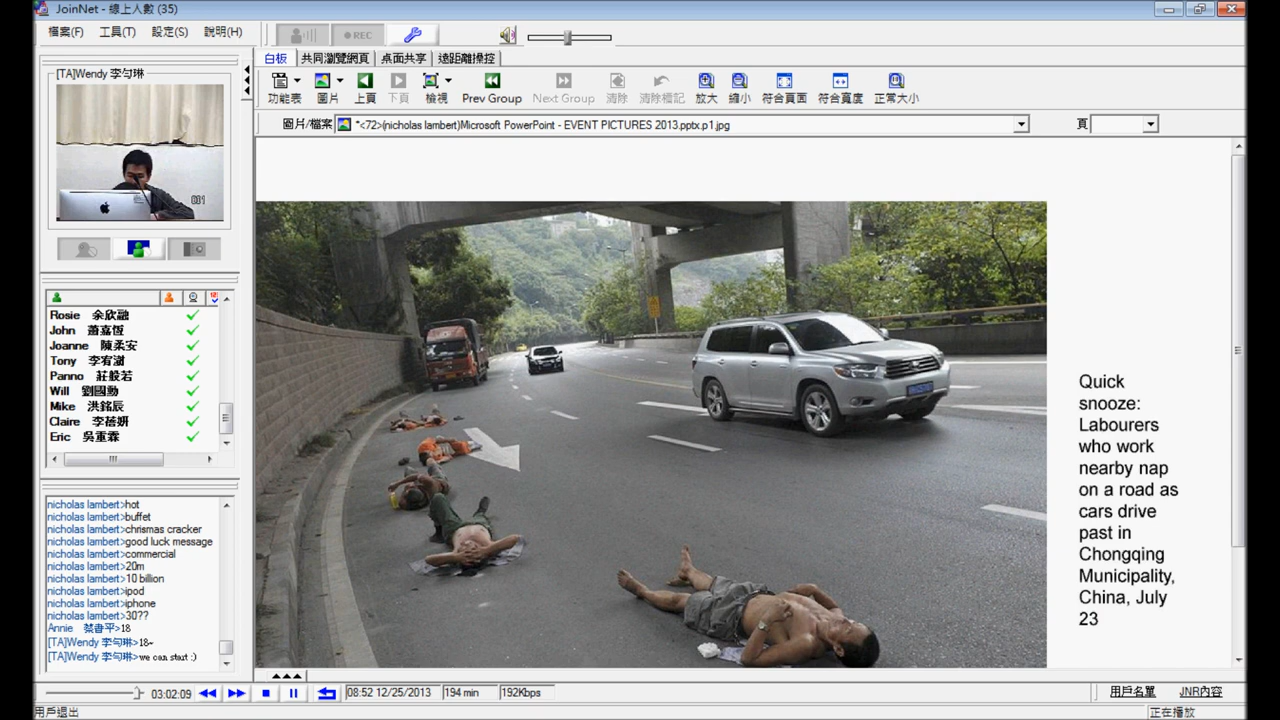 JoinNet - 線上人數 (35)
檔案(F) 工具(T) 設定(S) 說明(H)
REC
白板 共同瀏覽網頁 桌面共享 遠距離操控
功能表 圖片 上頁 下頁 檢視 Prev Group Next Group 清除 清除標記 放大 縮小 符合頁面 符合寬度 正常大小
圖片/檔案 *<72>(nicholas lambert)Microsoft PowerPoint - EVENT PICTURES 2013.pptx.p1.jpg 頁
[TA]Wendy 李勻琳
Rosie 余欣融
John 蕭嘉恆
Joanne 陳柔安
Tony 李宥澍
Panno 莊般若
Will 劉國勳
Mike 洪銘辰
Claire 李蓓妍
Eric 吳重霖
nicholas lambert>hot
nicholas lambert>buffet
nicholas lambert>chrismas cracker
nicholas lambert>good luck message
nicholas lambert>commercial
nicholas lambert>20m
nicholas lambert>10 billion
nicholas lambert>ipod
nicholas lambert>iphone
nicholas lambert>30??
Annie 蔡書平>18
[TA]Wendy 李勻琳>18~
[TA]Wendy 李勻琳>we can start :)
Quick
snooze:
Labourers
who work
nearby nap
on a road as
cars drive
past in
Chongqing
Municipality,
China, July
23
03:02:09 08:52 12/25/2013 194 min 192Kbps 用戶名單 JNR內容
用戶退出 正在播放